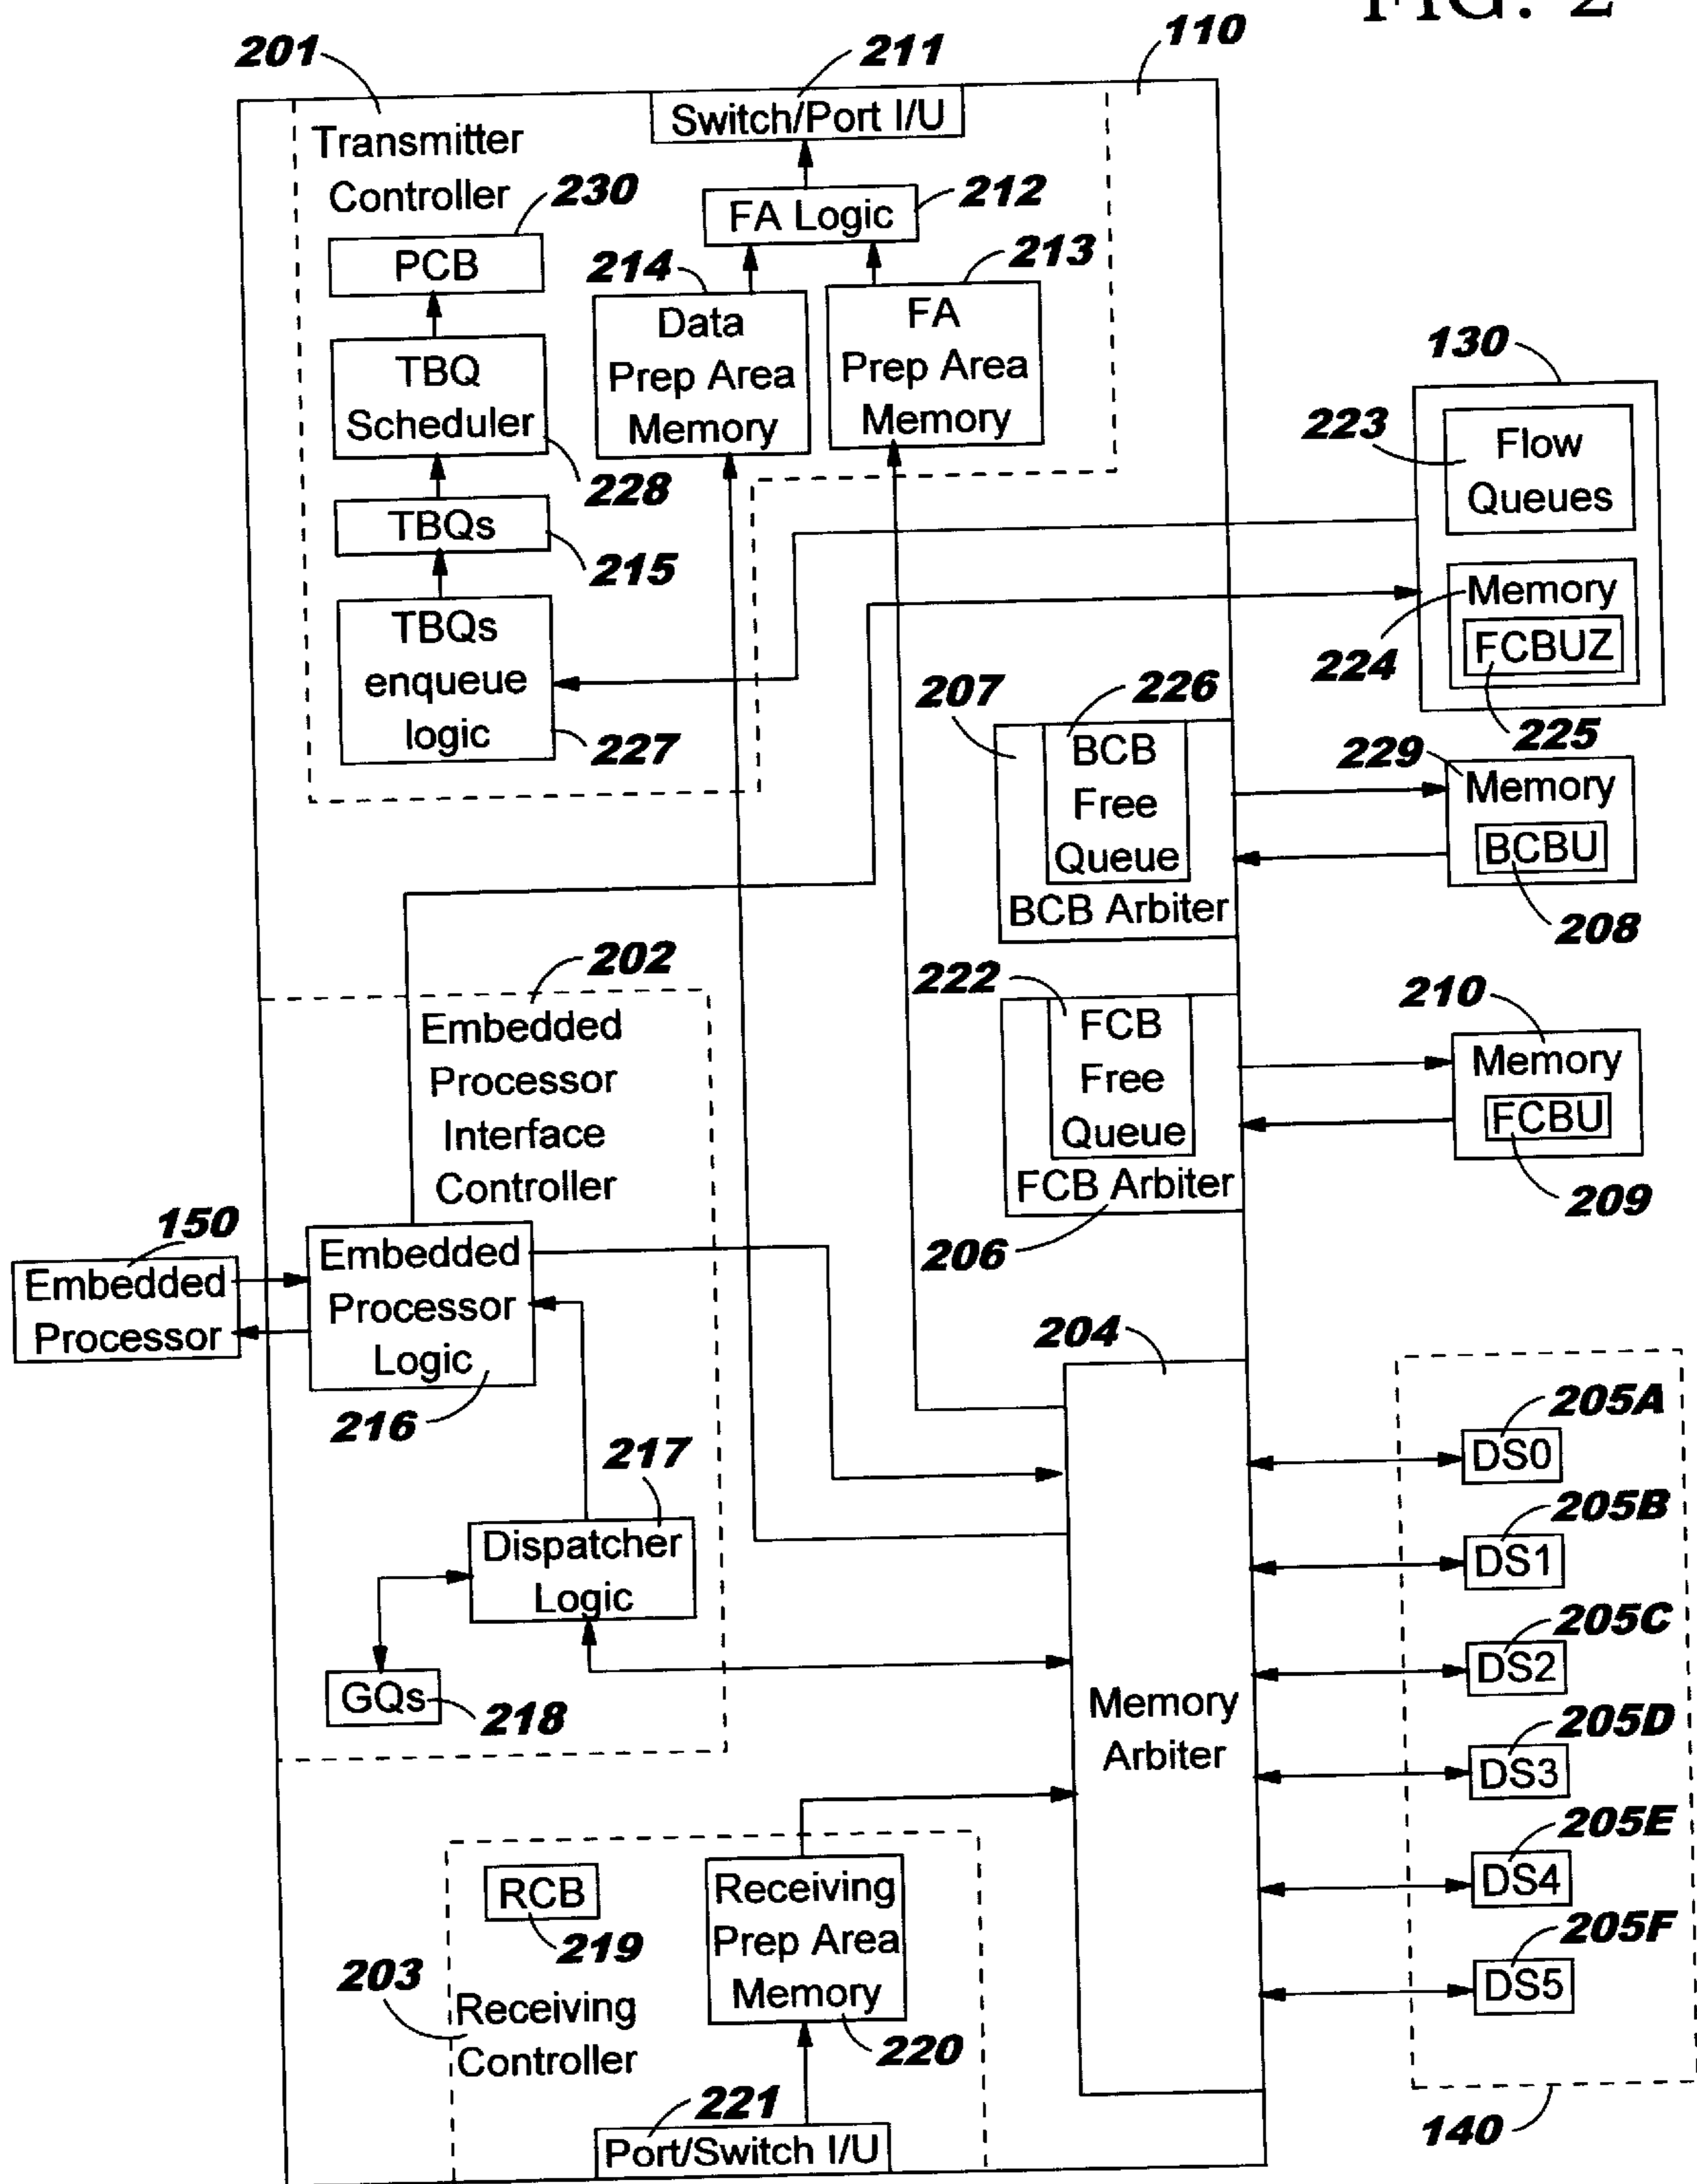 FIG. 2
201
211
110
Switch/Port I/U
Transmitter
Controller
230
FA Logic
212
PCB
214
213
Data
Prep Area
Memory
FA
Prep Area
Memory
TBQ
Scheduler
228
TBQs
215
TBQs
enqueue
logic
227
130
223
Flow
Queues
Memory
224
FCBUZ
225
207
226
BCB
Free
Queue
BCB Arbiter
229
Memory
BCBU
208
202
Embedded
Processor
Interface
Controller
222
FCB
Free
Queue
FCB Arbiter
206
210
Memory
FCBU
209
150
Embedded
Processor
Embedded
Processor
Logic
216
217
Dispatcher
Logic
GQs
218
204
Memory
Arbiter
205A
DS0
205B
DS1
205C
DS2
205D
DS3
205E
DS4
205F
DS5
140
RCB
219
203
Receiving
Controller
Receiving
Prep Area
Memory
220
221
Port/Switch I/U